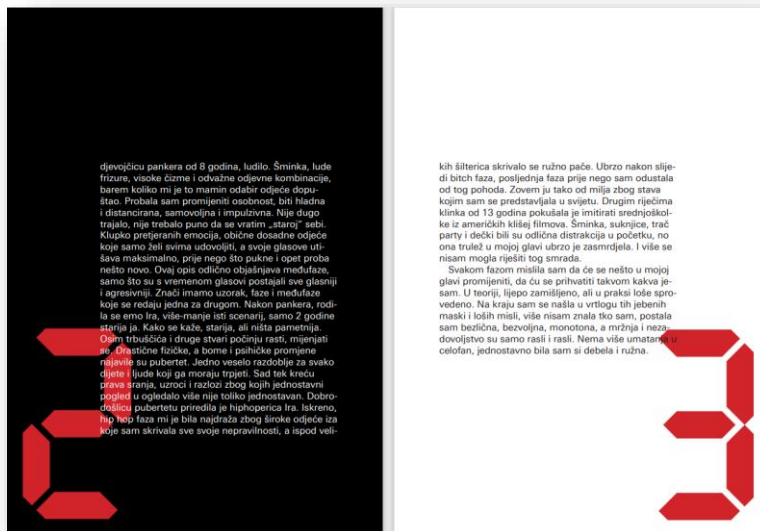 djevojčicu pankera od 8 godina, ludilo. Šminka, lude
frizure, visoke čizme i odvažne odjevne kombinacije,
barem koliko mi je to mamin odabir odjeće dopu-
štao. Probala sam promijeniti osobnost, biti hladna
i distancirana, samovoljna i impulzivna. Nije dugo
trajalo, nije trebalo puno da se vratim „staroj” sebi.
Klupko pretjeranih emocija, obične dosadne odjeće
koje samo želi svima udovoljiti, a svoje glasove uti-
šava maksimalno, prije nego što pukne i opet proba
nešto novo. Ovaj opis odlično objašnjava međufaze,
samo što su s vremenom glasovi postajali sve glasniji
i agresivniji. Znači imamo uzorak, faze i međufaze
koje se redaju jedna za drugom. Nakon pankera, rodi-
la se emo Ira, više-manje isti scenarij, samo 2 godine
starija ja. Kako se kaže, starija, ali ništa pametnija.
Osim trbuščića i druge stvari počinju rasti, mijenjati
se. Drastične fizičke, a bome i psihičke promjene
najavile su pubertet. Jedno veselo razdoblje za svako
dijete i ljude koji ga moraju trpjeti. Sad tek kreću
prava sranja, uzroci i razlozi zbog kojih jednostavni
pogled u ogledalo više nije toliko jednostavan. Dobro-
došlicu pubertetu priredila je hiphoperica Ira. Iskreno,
hip hop faza mi je bila najdraža zbog široke odjeće iza
koje sam skrivala sve svoje nepravilnosti, a ispod veli-
2
kih šilterica skrivalo se ružno pače. Ubrzo nakon slije-
di bitch faza, posljednja faza prije nego sam odustala
od tog pohoda. Zovem ju tako od milja zbog stava
kojim sam se predstavljala u svijetu. Drugim riječima
klinka od 13 godina pokušala je imitirati srednjoškol-
ke iz američkih klišej filmova. Šminka, suknjice, trač
party i dečki bili su odlična distrakcija u početku, no
ona trulež u mojoj glavi ubrzo je zasmrdjela. I više se
nisam mogla riješiti tog smrada.
Svakom fazom mislila sam da će se nešto u mojoj
glavi promijeniti, da ću se prihvatiti takvom kakva je-
sam. U teoriji, lijepo zamišljeno, ali u praksi loše spro-
vedeno. Na kraju sam se našla u vrtlogu tih jebenih
maski i loših misli, više nisam znala tko sam, postala
sam bezlična, bezvoljna, monotona, a mržnja i neza-
dovoljstvo su samo rasli i rasli. Nema više umatanja u
celofan, jednostavno bila sam si debela i ružna.
3